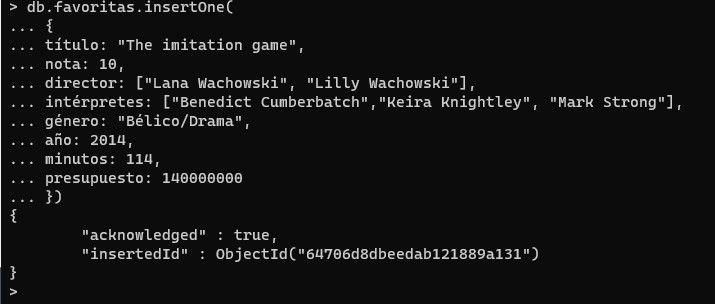 > db.favoritas.insertOne(
... {
... título: "The imitation game",
... nota: 10,
... director: ["Lana Wachowski", "Lilly Wachowski"],
... intérpretes: ["Benedict Cumberbatch","Keira Knightley", "Mark Strong"],
... género: "Bélico/Drama",
... año: 2014,
... minutos: 114,
... presupuesto: 140000000
... })
{
        "acknowledged" : true,
        "insertedId" : ObjectId("64706d8dbeedab121889a131")
}
>